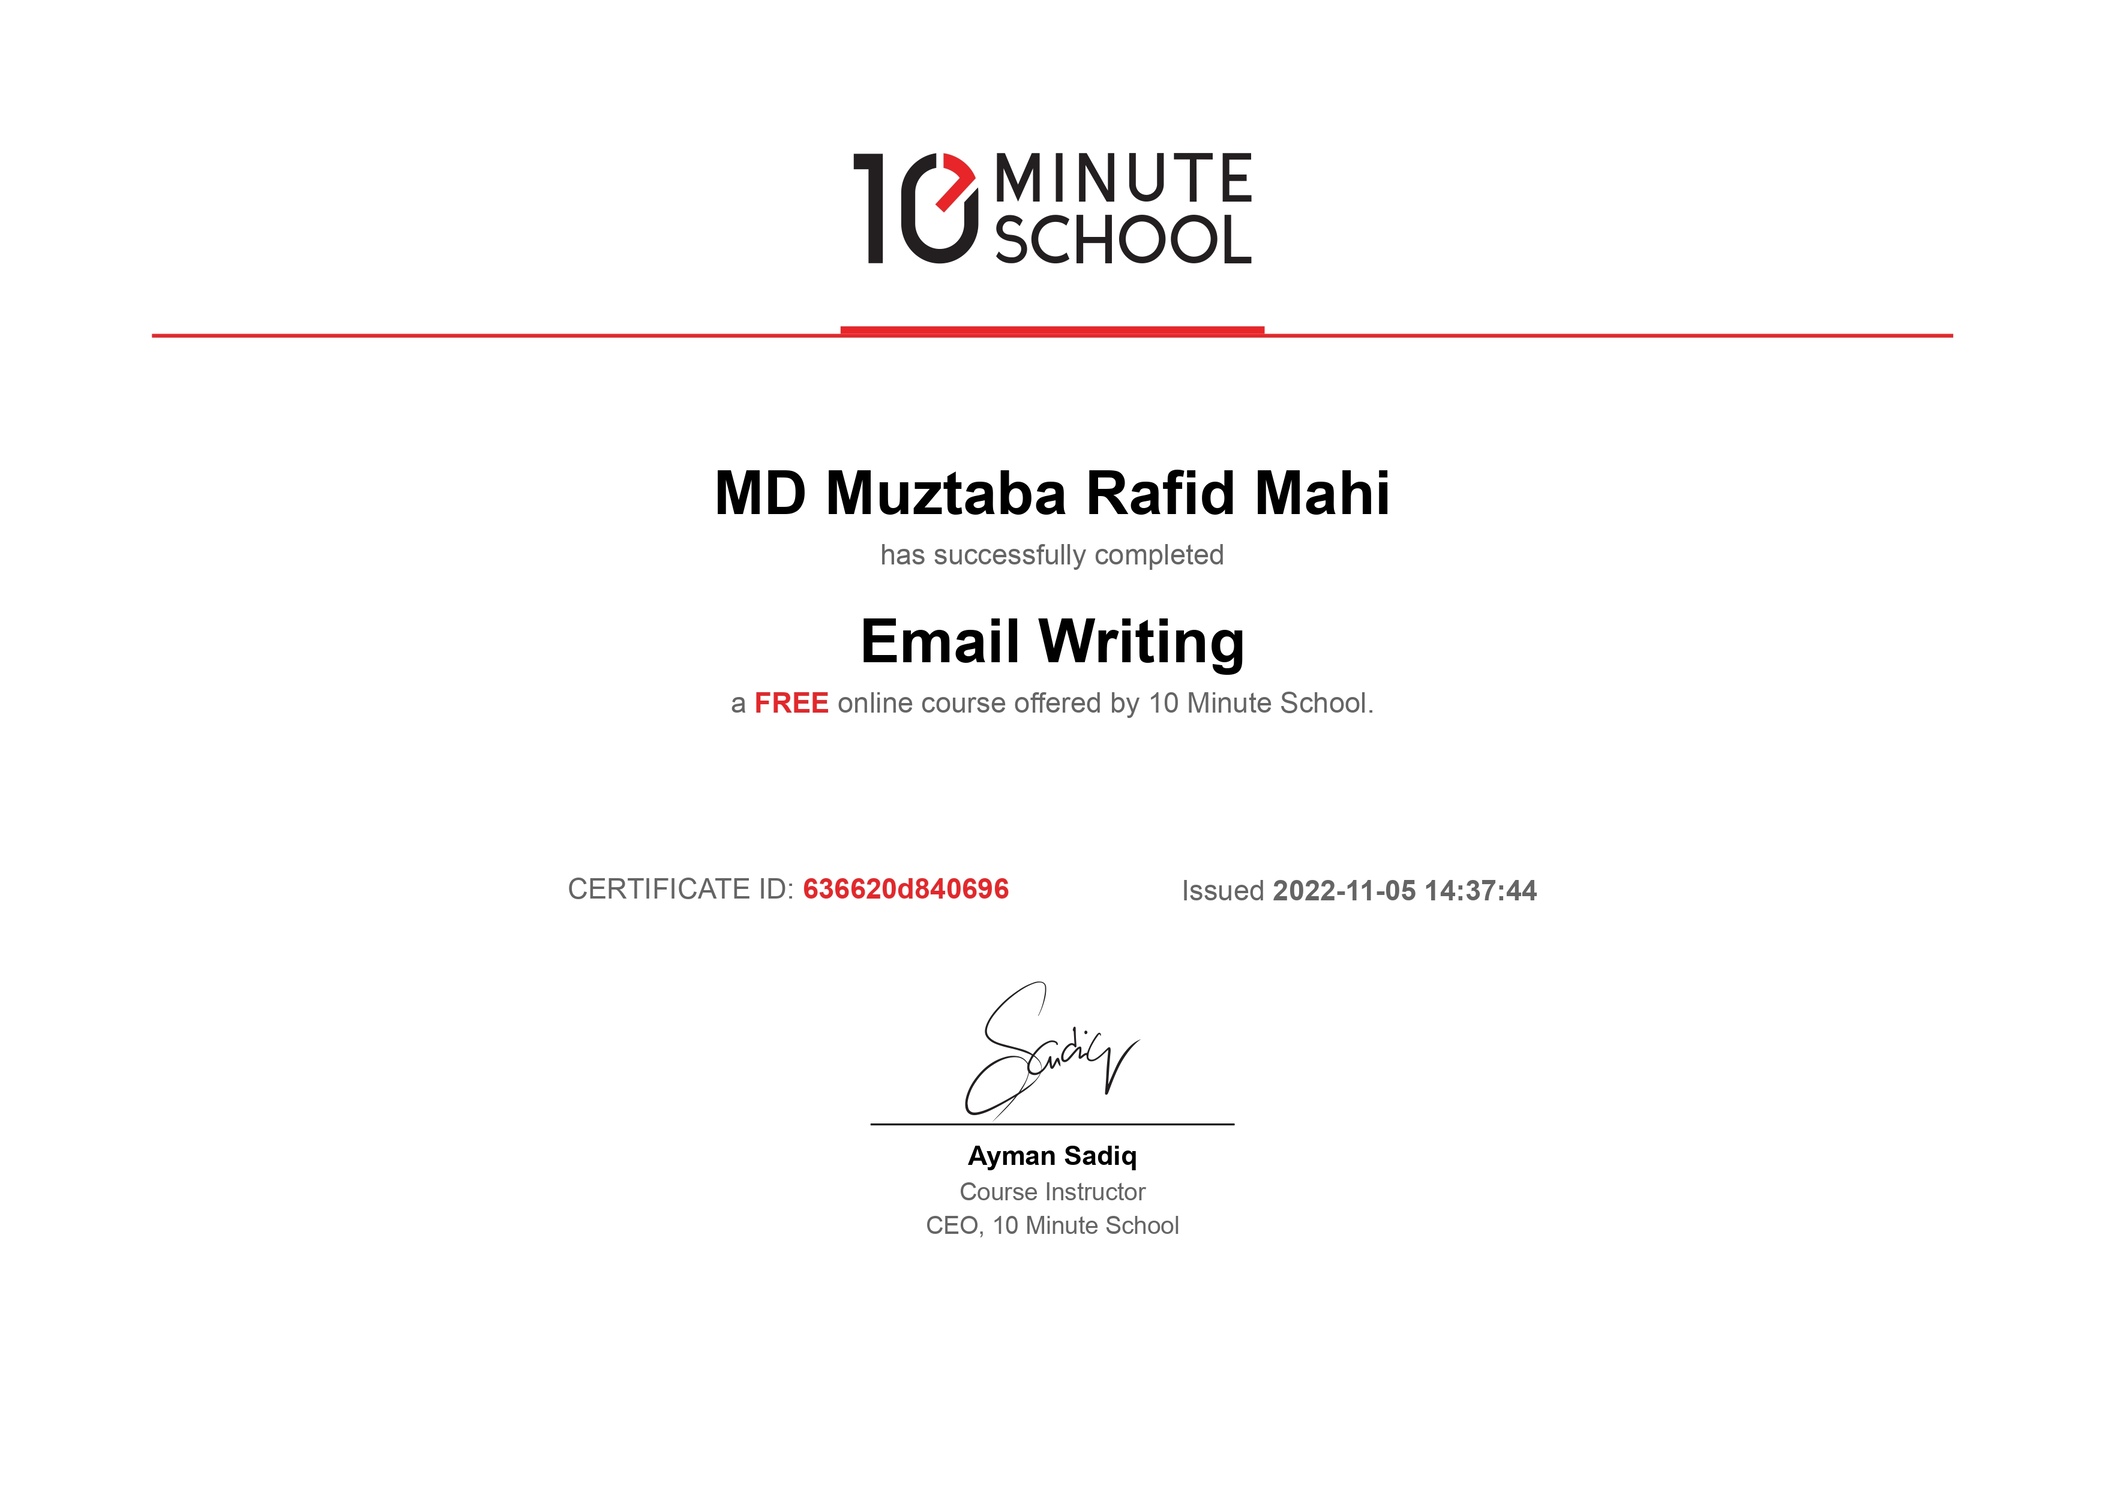 10 MINUTE
SCHOOL
MD Muztaba Rafid Mahi
has successfully completed
Email Writing
a FREE online course offered by 10 Minute School.
CERTIFICATE ID: 636620d840696
Issued 2022-11-05 14:37:44
Sadiq
Ayman Sadiq
Course Instructor
CEO, 10 Minute School